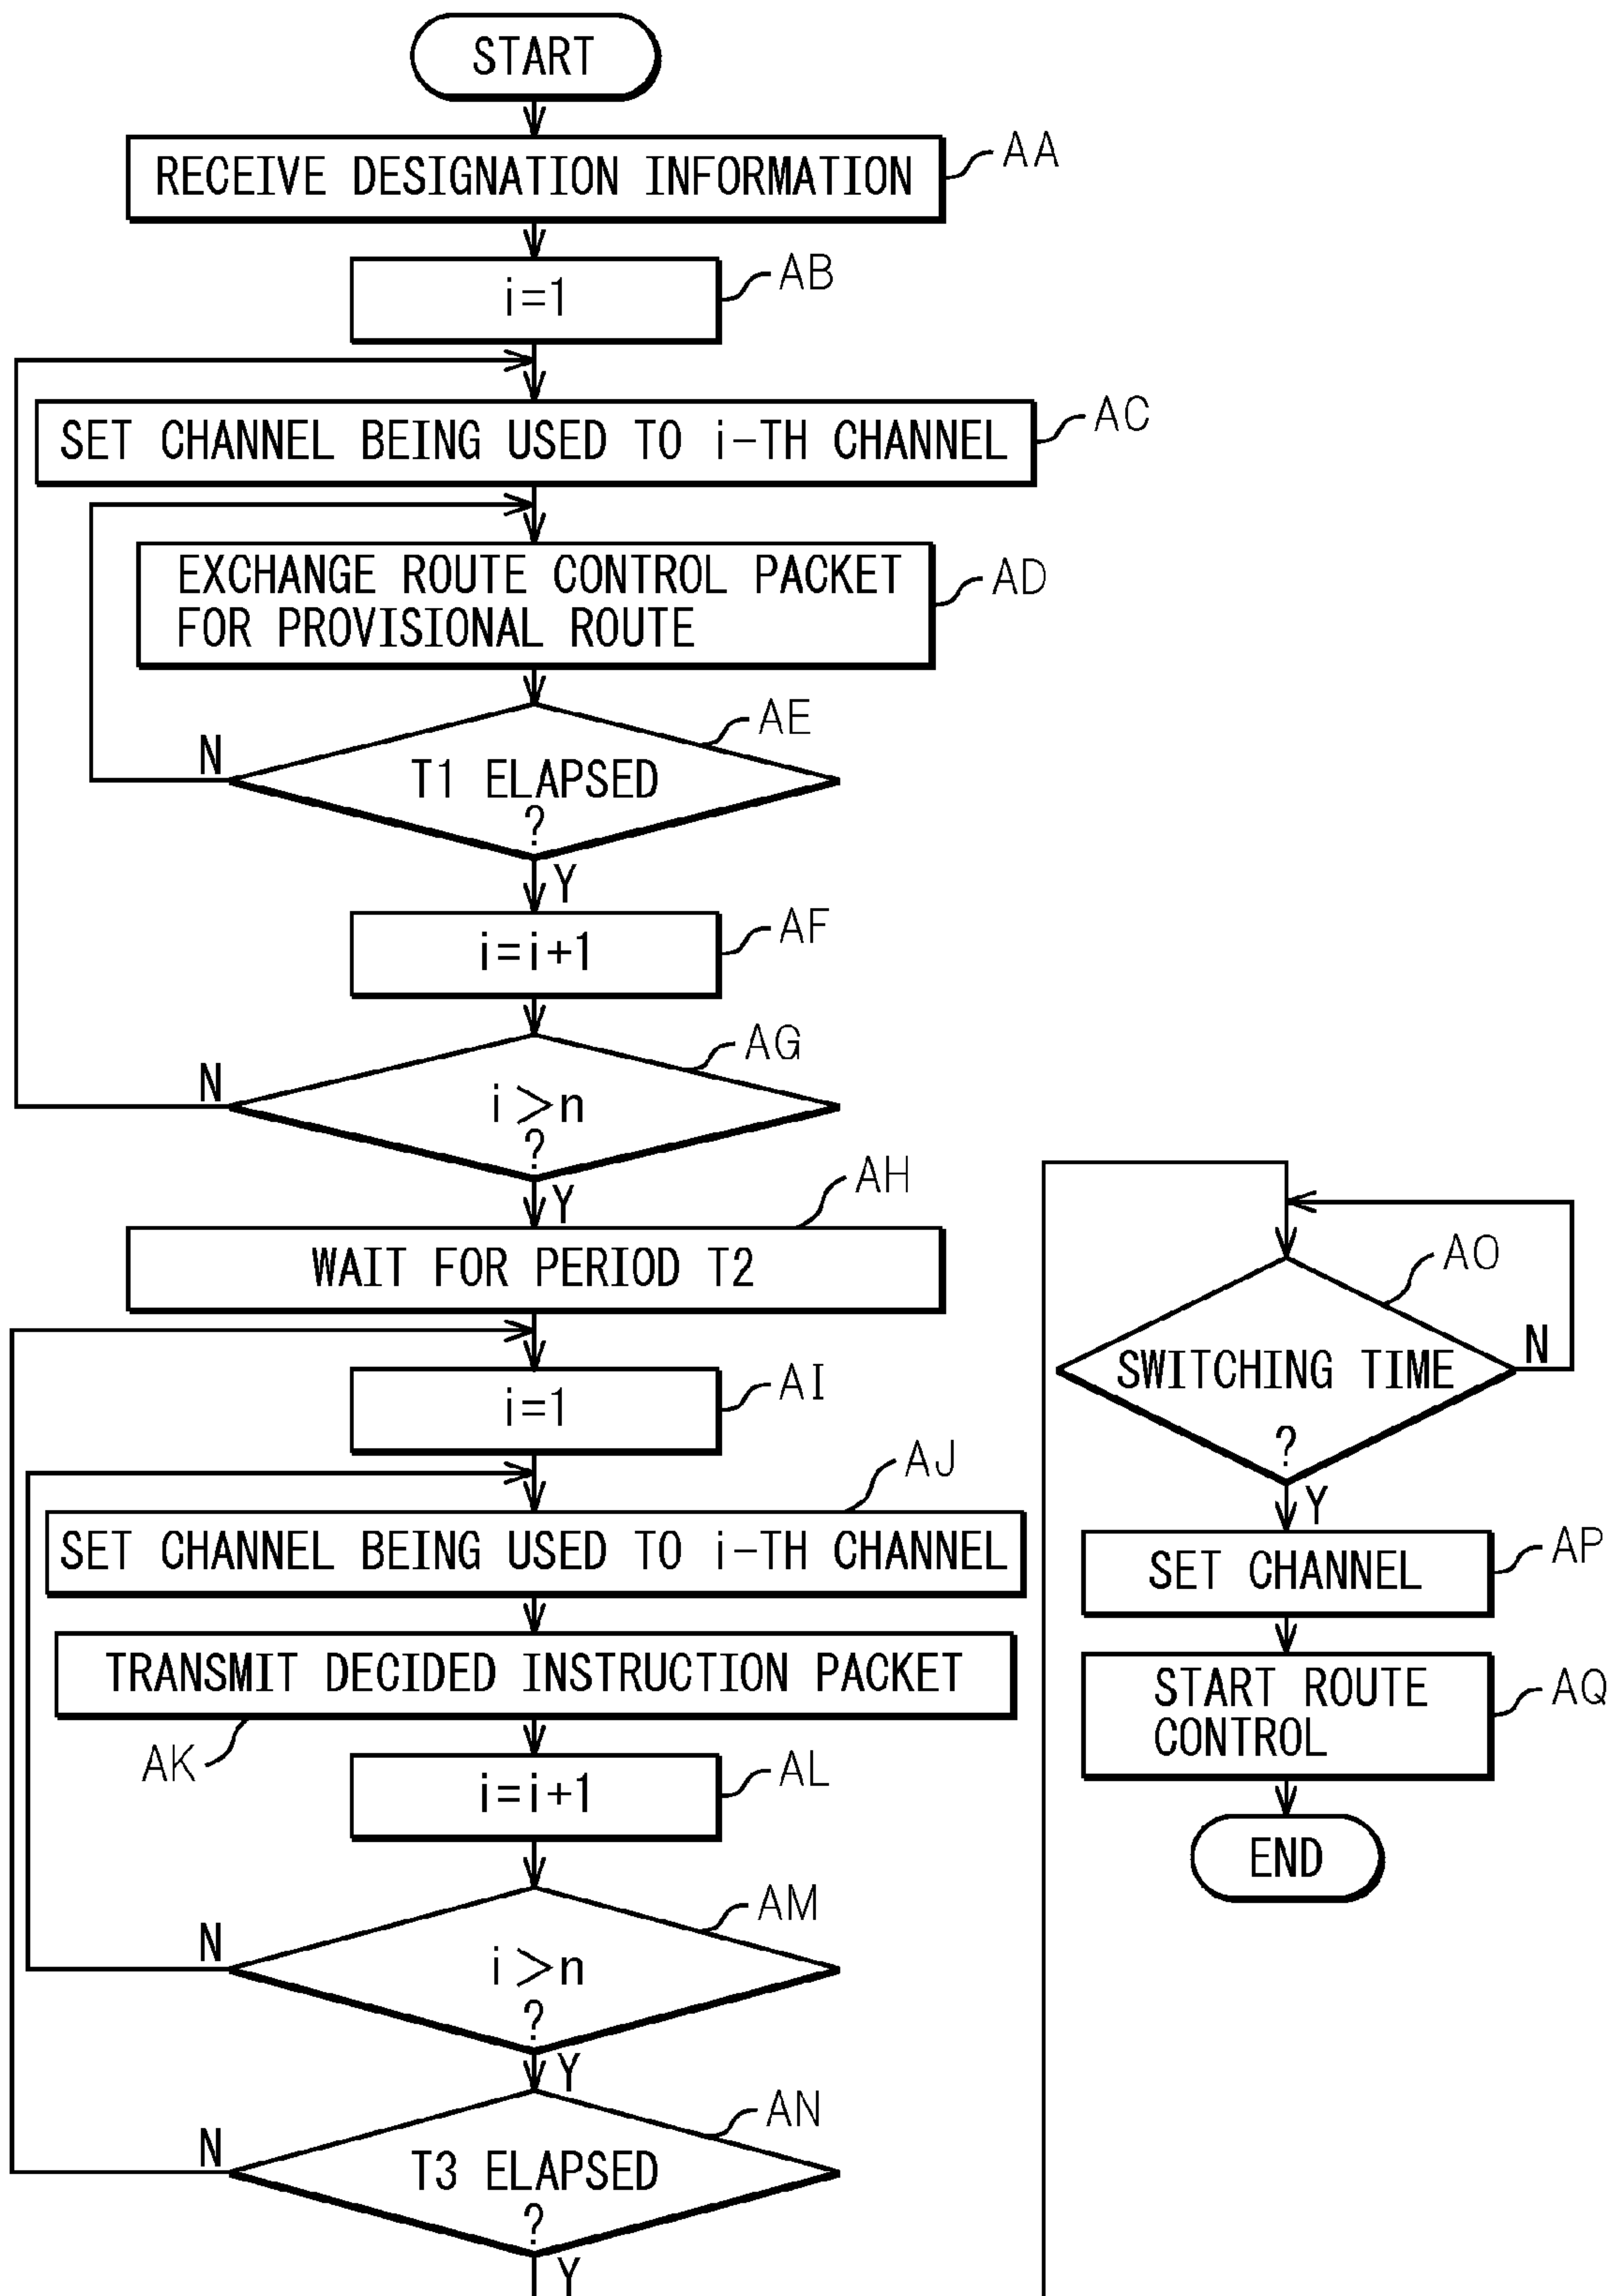 START
RECEIVE DESIGNATION INFORMATION
AA
i=1
AB
SET CHANNEL BEING USED TO i-TH CHANNEL
AC
EXCHANGE ROUTE CONTROL PACKET
FOR PROVISIONAL ROUTE
AD
AE
N
T1 ELAPSED
?
Y
i=i+1
AF
AG
N
i>n
?
Y
AH
WAIT FOR PERIOD T2
i=1
AI
AJ
SET CHANNEL BEING USED TO i-TH CHANNEL
TRANSMIT DECIDED INSTRUCTION PACKET
AK
i=i+1
AL
AM
N
i>n
?
Y
AN
N
T3 ELAPSED
?
Y
AO
SWITCHING TIME
?
N
Y
SET CHANNEL
AP
START ROUTE
CONTROL
AQ
END